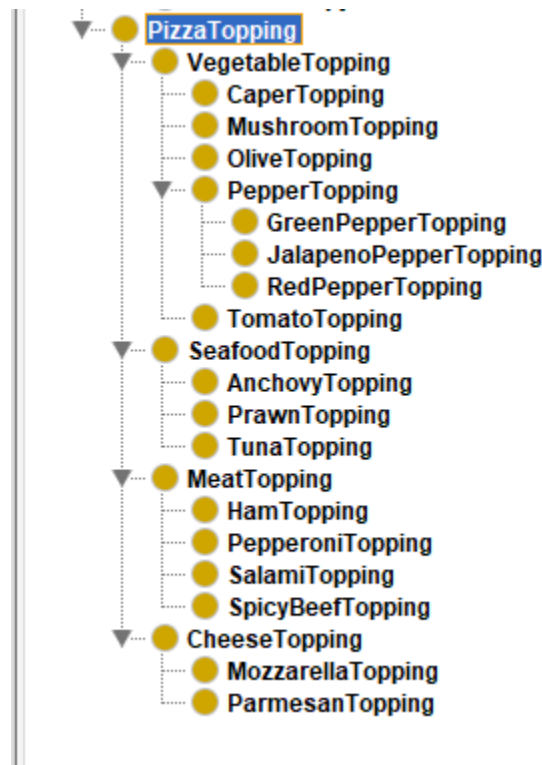 PizzaTopping
VegetableTopping
CaperTopping
MushroomTopping
OliveTopping
PepperTopping
GreenPepperTopping
JalapenoPepperTopping
RedPepperTopping
TomatoTopping
SeafoodTopping
AnchovyTopping
PrawnTopping
TunaTopping
MeatTopping
HamTopping
PepperoniTopping
SalamiTopping
SpicyBeefTopping
CheeseTopping
MozzarellaTopping
ParmesanTopping